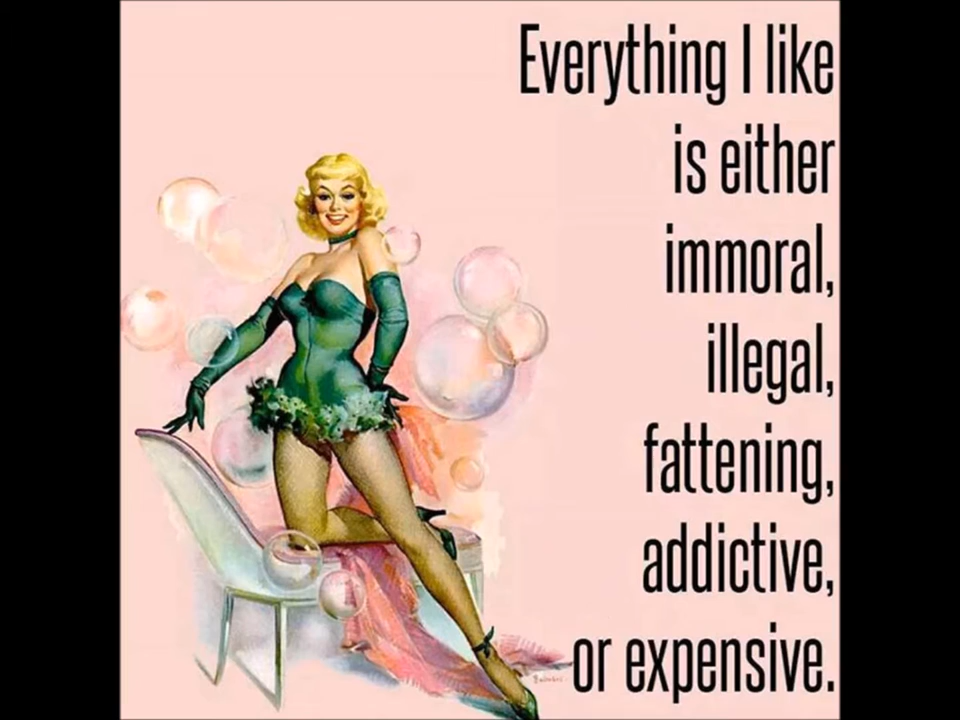 Everything I like
is either
immoral,
illegal,
fattening,
addictive,
or expensive.